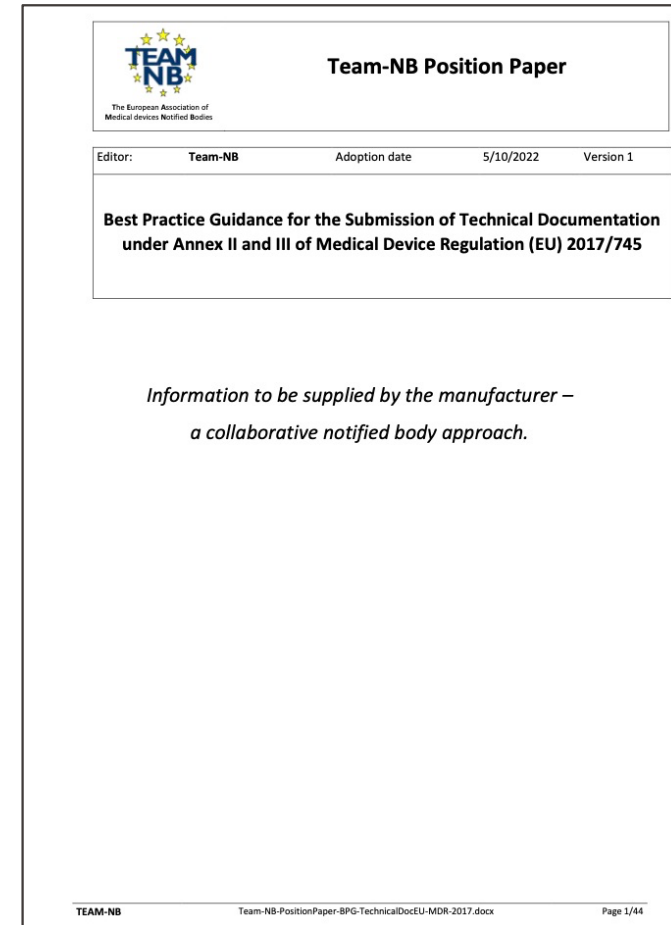 TEAM
NB
The European Association of
Medical devices Notified Bodies
Team-NB Position Paper
Editor: Team-NB Adoption date 5/10/2022 Version 1
Best Practice Guidance for the Submission of Technical Documentation
under Annex II and III of Medical Device Regulation (EU) 2017/745
Information to be supplied by the manufacturer –
a collaborative notified body approach.
TEAM-NB Team-NB-PositionPaper-BPG-TechnicalDocEU-MDR-2017.docx Page 1/44